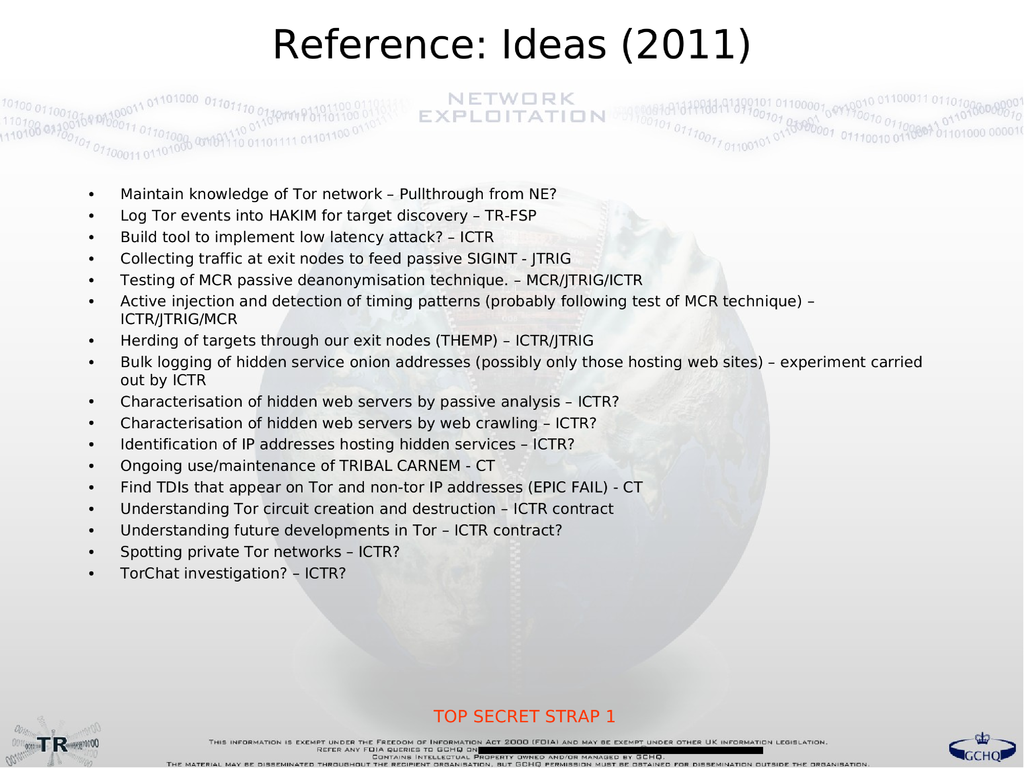 Reference: Ideas (2011)
NETWORK
EXPLOITATION
• Maintain knowledge of Tor network – Pullthrough from NE?
• Log Tor events into HAKIM for target discovery – TR-FSP
• Build tool to implement low latency attack? – ICTR
• Collecting traffic at exit nodes to feed passive SIGINT - JTRIG
• Testing of MCR passive deanonymisation technique. – MCR/JTRIG/ICTR
• Active injection and detection of timing patterns (probably following test of MCR technique) –
ICTR/JTRIG/MCR
• Herding of targets through our exit nodes (THEMP) – ICTR/JTRIG
• Bulk logging of hidden service onion addresses (possibly only those hosting web sites) – experiment carried
out by ICTR
• Characterisation of hidden web servers by passive analysis – ICTR?
• Characterisation of hidden web servers by web crawling – ICTR?
• Identification of IP addresses hosting hidden services – ICTR?
• Ongoing use/maintenance of TRIBAL CARNEM - CT
• Find TDIs that appear on Tor and non-tor IP addresses (EPIC FAIL) - CT
• Understanding Tor circuit creation and destruction – ICTR contract
• Understanding future developments in Tor – ICTR contract?
• Spotting private Tor networks – ICTR?
• TorChat investigation? – ICTR?
TOP SECRET STRAP 1
TR
THIS INFORMATION IS EXEMPT UNDER THE FREEDOM OF INFORMATION ACT 2000 (FOIA) AND MAY BE EXEMPT UNDER OTHER UK INFORMATION LEGISLATION.
REFER ANY FOIA QUERIES TO GCHQ ON
CONTAINS INTELLECTUAL PROPERTY OWNED AND/OR MANAGED BY GCHQ.
THE MATERIAL MAY BE DISSEMINATED THROUGHOUT THE RECIPIENT ORGANISATION, BUT GCHQ PERMISSION MUST BE OBTAINED FOR DISSEMINATION OUTSIDE THE ORGANISATION.
GCHQ